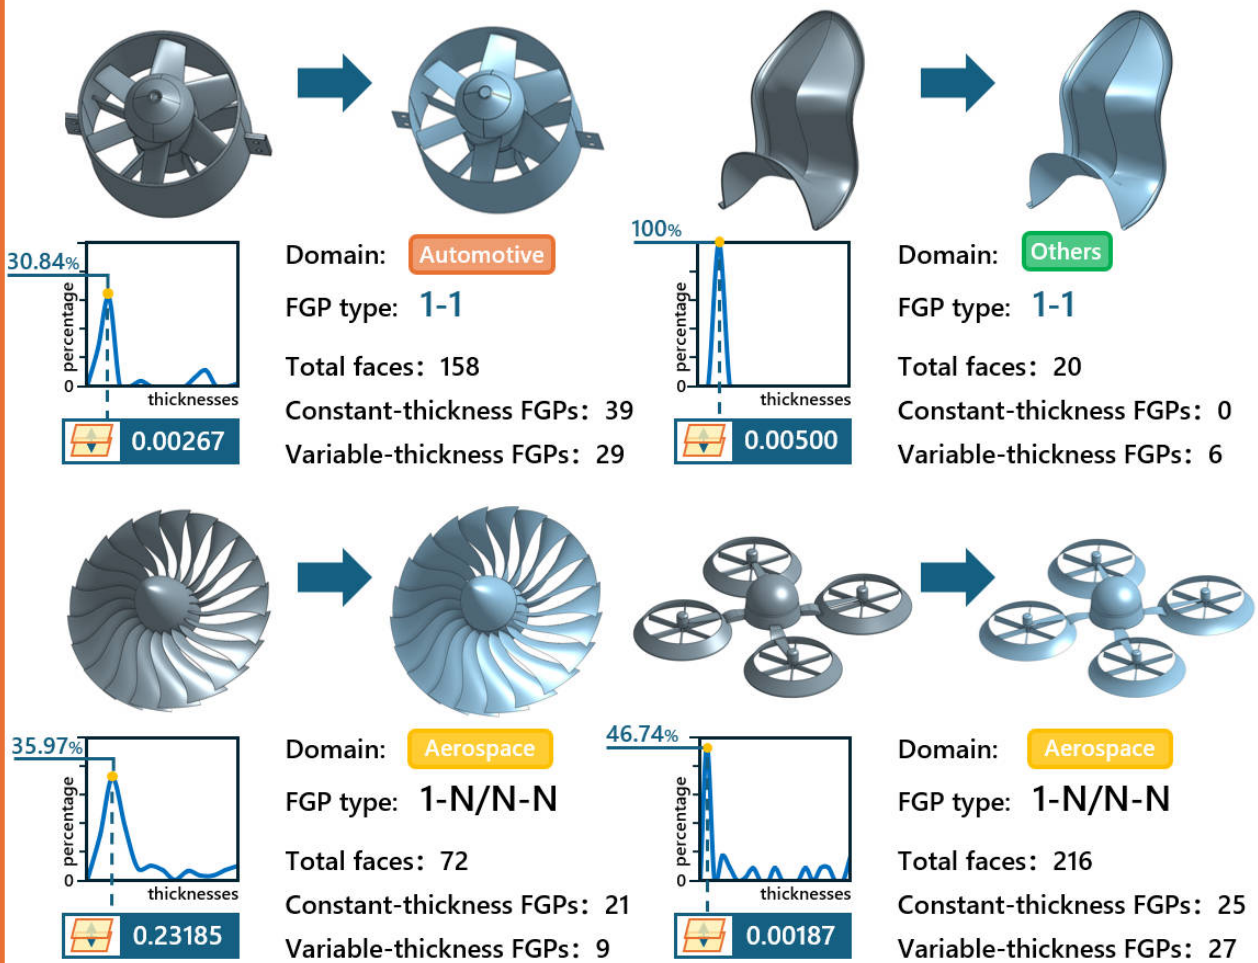 30.84%
percentage
0
thicknesses
0.00267
Domain: Automotive
FGP type: 1-1
Total faces: 158
Constant-thickness FGPs: 39
Variable-thickness FGPs: 29
100%
percentage
0
thicknesses
0.00500
Domain: Others
FGP type: 1-1
Total faces: 20
Constant-thickness FGPs: 0
Variable-thickness FGPs: 6
35.97%
percentage
0
thicknesses
0.23185
Domain: Aerospace
FGP type: 1-N/N-N
Total faces: 72
Constant-thickness FGPs: 21
Variable-thickness FGPs: 9
46.74%
percentage
0
thicknesses
0.00187
Domain: Aerospace
FGP type: 1-N/N-N
Total faces: 216
Constant-thickness FGPs: 25
Variable-thickness FGPs: 27